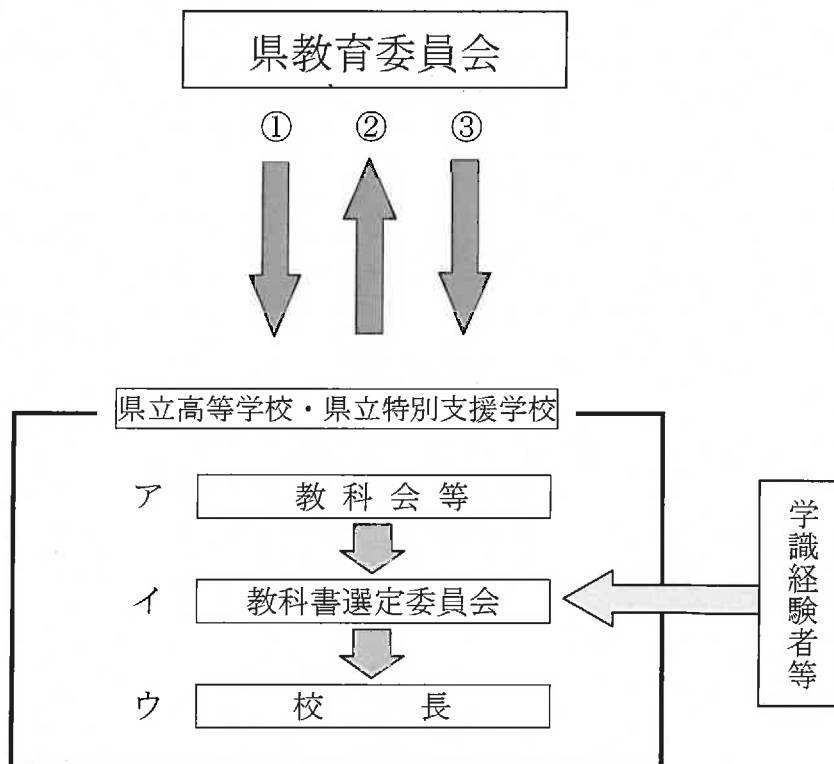 県教育委員会
① ② ③
県立高等学校・県立特別支援学校
ア 教科会等
イ 教科書選定委員会
ウ 校長
学識経験者等